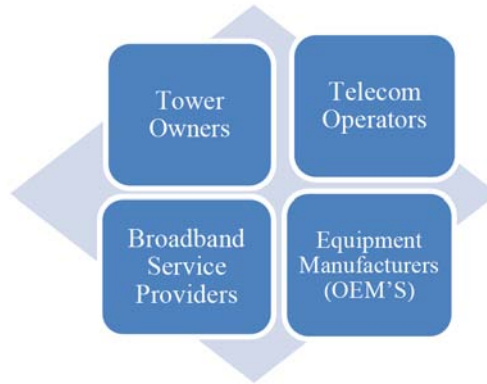 Tower
Owners
Telecom
Operators
Broadband
Service
Providers
Equipment
Manufacturers
(OEM’S)